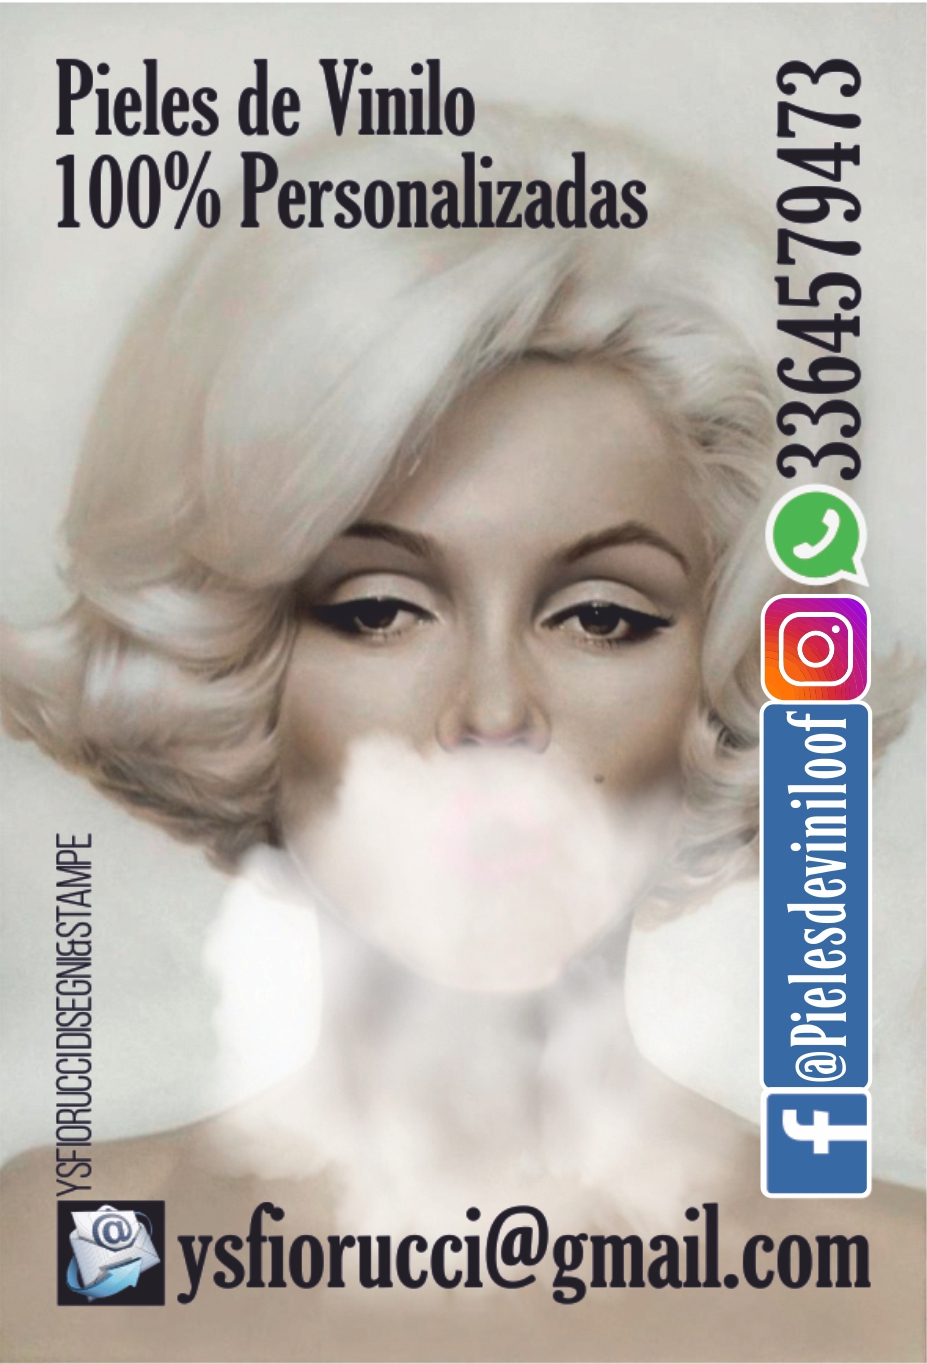 Pieles de Vinilo
100% Personalizadas
3364579473
@Pielesdeviniloof
YSFIORUCCIDISEGNI&STAMPE
ysfiorucci@gmail.com